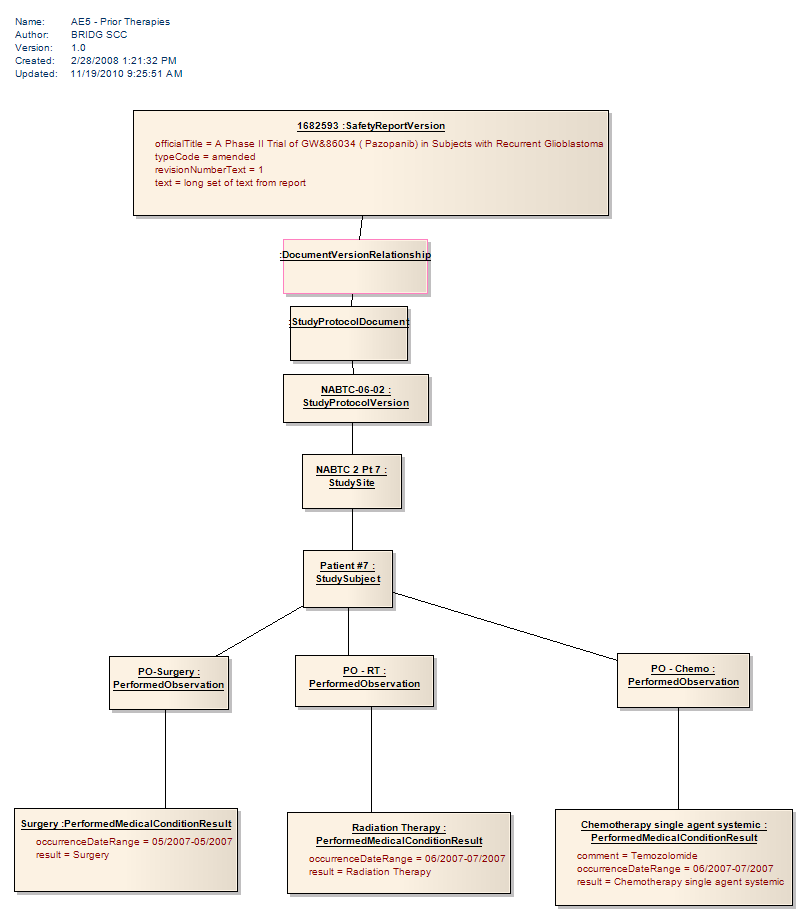 Name: AE5 - Prior Therapies
Author: BRIDG SCC
Version: 1.0
Created: 2/28/2008 1:21:32 PM
Updated: 11/19/2010 9:25:51 AM
1682593 :SafetyReportVersion
officialTitle = A Phase II Trial of GW&86034 ( Pazopanib) in Subjects with Recurrent Glioblastoma
typeCode = amended
revisionNumberText = 1
text = long set of text from report
:DocumentVersionRelationship
:StudyProtocolDocument
NABTC-06-02 :
StudyProtocolVersion
NABTC 2 Pt 7 :
StudySite
Patient #7 :
StudySubject
PO-Surgery :
PerformedObservation
PO - RT :
PerformedObservation
PO - Chemo :
PerformedObservation
Surgery :PerformedMedicalConditionResult
occurrenceDateRange = 05/2007-05/2007
result = Surgery
Radiation Therapy :
PerformedMedicalConditionResult
occurrenceDateRange = 06/2007-07/2007
result = Radiation Therapy
Chemotherapy single agent systemic :
PerformedMedicalConditionResult
comment = Temozolomide
occurrenceDateRange = 06/2007-07/2007
result = Chemotherapy single agent systemic